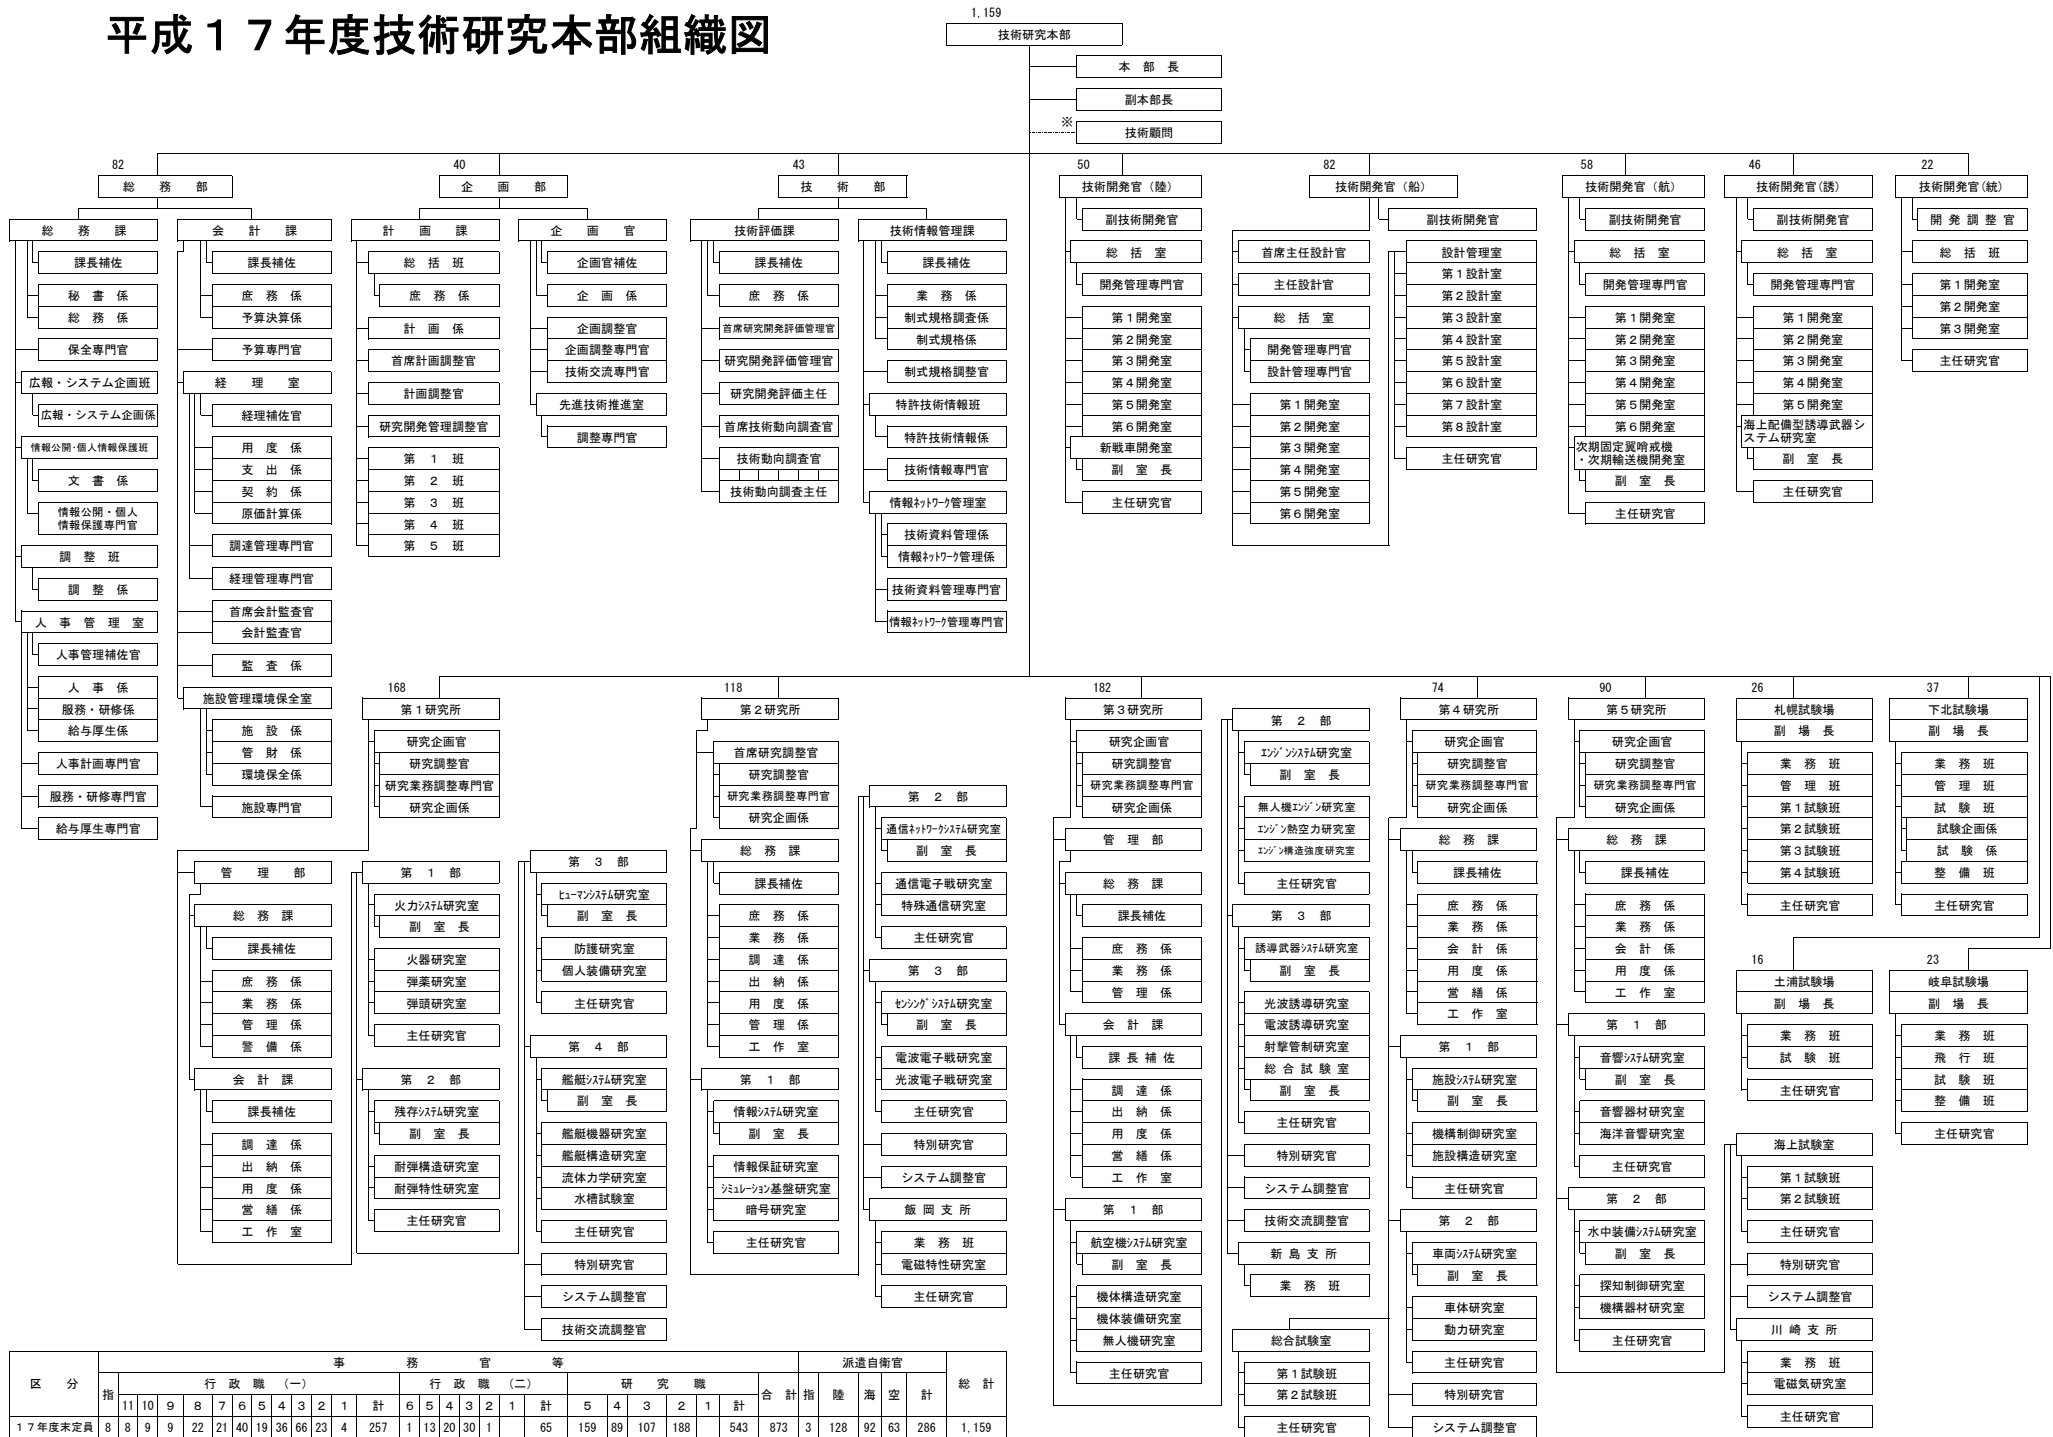 平成１７年度技術研究本部組織図
1,159
技術研究本部
本　部　長
副本部長
※
技術顧問
82
総　務　部
総　務　課
課長補佐
秘　書　係
総　務　係
保全専門官
広報・システム企画班
広報・システム企画係
情報公開・個人情報保護班
文　書　係
情報公開・個人
情報保護専門官
調　整　班
調　整　係
人　事　管　理　室
人事管理補佐官
人　事　係
服務・研修係
給与厚生係
人事計画専門官
服務・研修専門官
給与厚生専門官
会　計　課
課長補佐
庶　務　係
予算決算係
予算専門官
経　理　室
経理補佐官
用　度　係
支　出　係
契　約　係
原価計算係
調達管理専門官
経理管理専門官
首席会計監査官
会計監査官
監　査　係
施設管理環境保全室
施　設　係
管　財　係
環境保全係
施設専門官
40
企　画　部
計　画　課
総　括　班
庶　務　係
計　画　係
首席計画調整官
計画調整官
研究開発管理調整官
第　１　班
第　２　班
第　３　班
第　４　班
第　５　班
企　画　官
企画官補佐
企　画　係
企画調整官
企画調整専門官
技術交流専門官
先進技術推進室
調整専門官
43
技　術　部
技術評価課
課長補佐
庶　務　係
首席研究開発評価管理官
研究開発評価管理官
研究開発評価主任
首席技術動向調査官
技術動向調査官
技術動向調査主任
技術情報管理課
課長補佐
業　務　係
制式規格調査係
制式規格係
制式規格調整官
特許技術情報班
特許技術情報係
技術情報専門官
情報ﾈｯﾄﾜｰｸ管理室
技術資料管理係
情報ﾈｯﾄﾜｰｸ管理係
技術資料管理専門官
情報ﾈｯﾄﾜｰｸ管理専門官
50
技術開発官（陸）
副技術開発官
総　括　室
開発管理専門官
第１開発室
第２開発室
第３開発室
第４開発室
第５開発室
第６開発室
新戦車開発室
副　室　長
主任研究官
82
技術開発官（船）
副技術開発官
首席主任設計官
主任設計官
総　括　室
開発管理専門官
設計管理専門官
第１開発室
第２開発室
第３開発室
第４開発室
第５開発室
第６開発室
設計管理室
第１設計室
第２設計室
第３設計室
第４設計室
第５設計室
第６設計室
第７設計室
第８設計室
主任研究官
58
技術開発官（航）
副技術開発官
総　括　室
開発管理専門官
第１開発室
第２開発室
第３開発室
第４開発室
第５開発室
第６開発室
次期固定翼哨戒機
・次期輸送機開発室
副　室　長
主任研究官
46
技術開発官(誘)
副技術開発官
総　括　室
開発管理専門官
第１開発室
第２開発室
第３開発室
第４開発室
第５開発室
海上配備型誘導武器シ
ステム研究室
副　室　長
主任研究官
22
技術開発官(統)
開　発　調　整　官
総　括　班
第１開発室
第２開発室
第３開発室
主任研究官
168
第１研究所
研究企画官
研究調整官
研究業務調整専門官
研究企画係
管　理　部
総　務　課
課長補佐
庶　務　係
業　務　係
管　理　係
警　備　係
会　計　課
課長補佐
調　達　係
出　納　係
用　度　係
営　繕　係
工　作　室
第　１　部
火力ｼｽﾃﾑ研究室
副　室　長
火器研究室
弾薬研究室
弾頭研究室
主任研究官
第　２　部
残存ｼｽﾃﾑ研究室
副　室　長
耐弾構造研究室
耐弾特性研究室
主任研究官
第　３　部
ﾋｭｰﾏﾝｼｽﾃﾑ研究室
副　室　長
防護研究室
個人装備研究室
主任研究官
第　４　部
艦艇ｼｽﾃﾑ研究室
副　室　長
艦艇機器研究室
艦艇構造研究室
流体力学研究室
水槽試験室
主任研究官
特別研究官
システム調整官
技術交流調整官
118
第２研究所
首席研究調整官
研究調整官
研究業務調整専門官
研究企画係
総　務　課
課長補佐
庶　務　係
業　務　係
調　達　係
出　納　係
用　度　係
管　理　係
工　作　室
第　１　部
情報ｼｽﾃﾑ研究室
副　室　長
情報保証研究室
ｼﾐｭﾚｰｼｮﾝ基盤研究室
暗号研究室
主任研究官
第　２　部
通信ﾈｯﾄﾜｰｸｼｽﾃﾑ研究室
副　室　長
通信電子戦研究室
特殊通信研究室
主任研究官
第　３　部
ｾﾝｼﾝｸﾞｼｽﾃﾑ研究室
副　室　長
電波電子戦研究室
光波電子戦研究室
主任研究官
特別研究官
システム調整官
飯　岡　支　所
業　務　班
電磁特性研究室
主任研究官
182
第３研究所
研究企画官
研究調整官
研究業務調整専門官
研究企画係
管　理　部
総　務　課
課長補佐
庶　務　係
業　務　係
管　理　係
会　計　課
課　長　補　佐
調　達　係
出　納　係
用　度　係
営　繕　係
工　作　室
第　１　部
航空機ｼｽﾃﾑ研究室
副　室　長
機体構造研究室
機体装備研究室
無人機研究室
主任研究官
第　２　部
ｴﾝｼﾞﾝｼｽﾃﾑ研究室
副　室　長
無人機ｴﾝｼﾞﾝ研究室
ｴﾝｼﾞﾝ熱空力研究室
ｴﾝｼﾞﾝ構造強度研究室
主任研究官
第　３　部
誘導武器ｼｽﾃﾑ研究室
副　室　長
光波誘導研究室
電波誘導研究室
射撃管制研究室
総　合　試　験　室
副　室　長
主任研究官
特別研究官
システム調整官
技術交流調整官
新　島　支　所
業　務　班
74
第４研究所
研究企画官
研究調整官
研究業務調整専門官
研究企画係
総　務　課
課長補佐
庶　務　係
業　務　係
会　計　係
用　度　係
営　繕　係
工　作　室
第　１　部
施設ｼｽﾃﾑ研究室
副　室　長
機構制御研究室
施設構造研究室
主任研究官
第　２　部
車両ｼｽﾃﾑ研究室
副　室　長
車体研究室
動力研究室
主任研究官
特別研究官
システム調整官
総合試験室
第１試験班
第２試験班
主任研究官
90
第５研究所
研究企画官
研究調整官
研究業務調整専門官
研究企画係
総　務　課
課長補佐
庶　務　係
業　務　係
会　計　係
用　度　係
工　作　室
第　１　部
音響ｼｽﾃﾑ研究室
副　室　長
音響器材研究室
海洋音響研究室
主任研究官
第　２　部
水中装備ｼｽﾃﾑ研究室
副　室　長
探知制御研究室
機構器材研究室
主任研究官
海上試験室
第１試験班
第２試験班
主任研究官
特別研究官
システム調整官
川　崎　支　所
業　務　班
電磁気研究室
主任研究官
26
札幌試験場
副　場　長
業　務　班
管　理　班
第１試験班
第２試験班
第３試験班
第４試験班
主任研究官
37
下北試験場
副　場　長
業　務　班
管　理　班
試　験　班
試験企画係
試　験　係
整　備　班
主任研究官
16
土浦試験場
副　場　長
業　務　班
試　験　班
主任研究官
23
岐阜試験場
副　場　長
業　務　班
飛　行　班
試　験　班
整　備　班
主任研究官
区　分　事　務　官　等　派遣自衛官　総　計
指　行　政　職　（一）　行　政　職　（二）　研　究　職　合　計　指　陸　海　空　計
11 10 9 8 7 6 5 4 3 2 1 計 6 5 4 3 2 1 計 5 4 3 2 1 計
１７年度末定員 8 8 9 9 22 21 40 19 36 66 23 4 257 1 13 20 30 1 65 159 89 107 188 543 873 3 128 92 63 286 1,159